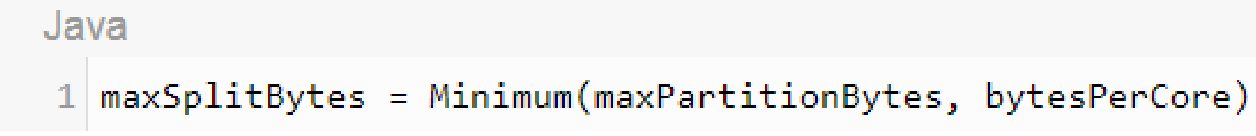 Java
1 maxSplitBytes = Minimum(maxPartitionBytes, bytesPerCore)